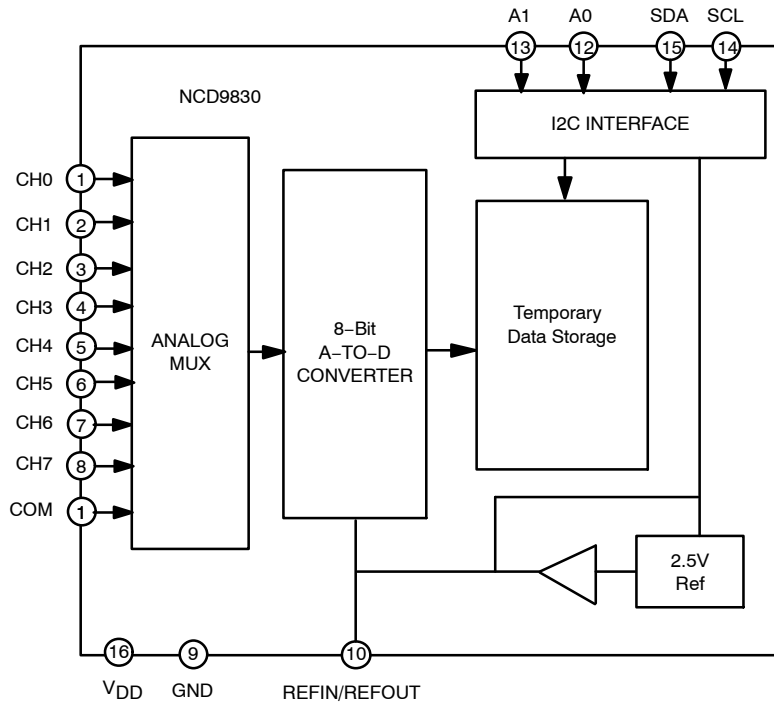 A1 A0 SDA SCL
13 12 15 14
NCD9830
I2C INTERFACE
CH0 1
CH1 2
CH2 3
CH3 4
CH4 5
CH5 6
CH6 7
CH7 8
COM 1
ANALOG
MUX
8-Bit
A-TO-D
CONVERTER
Temporary
Data Storage
2.5V
Ref
16 9 10
VDD GND REFIN/REFOUT